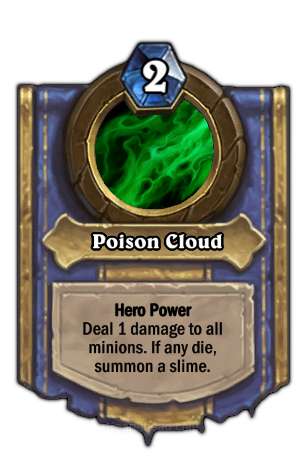 2
Poison Cloud
Hero Power
Deal 1 damage to all
minions. If any die,
summon a slime.